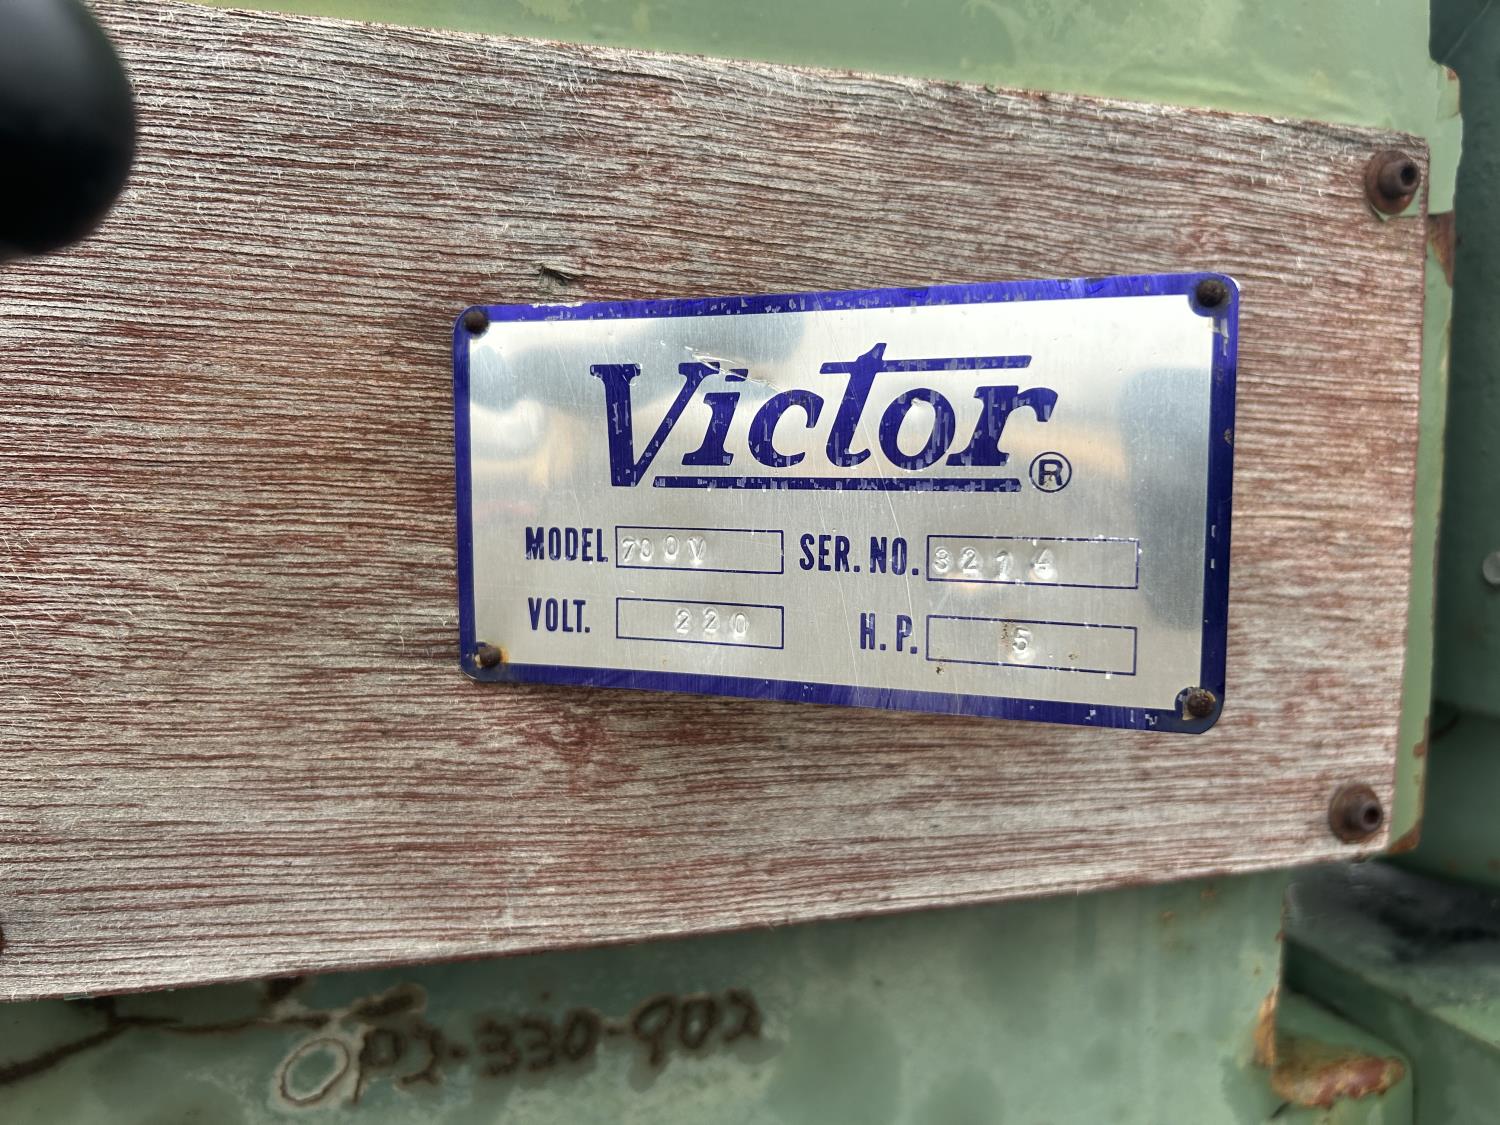 Victor®
MODEL 700V SER. NO. 3214
VOLT. 220 H.P. 5